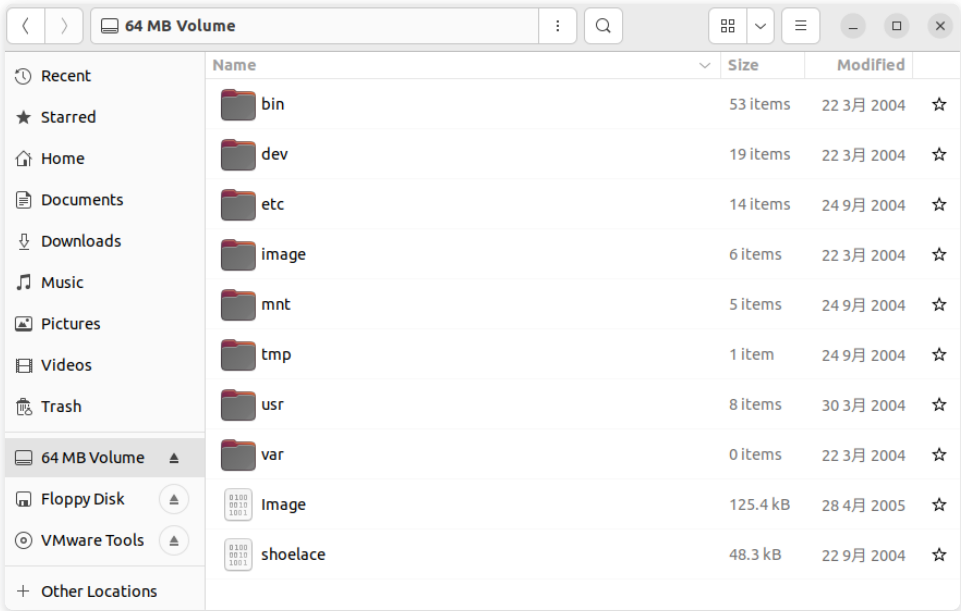 64 MB Volume
Recent
Starred
Home
Documents
Downloads
Music
Pictures
Videos
Trash
64 MB Volume
Floppy Disk
VMware Tools
Other Locations
Name Size Modified
bin 53 items 22 3月 2004
dev 19 items 22 3月 2004
etc 14 items 24 9月 2004
image 6 items 22 3月 2004
mnt 5 items 24 9月 2004
tmp 1 item 24 9月 2004
usr 8 items 30 3月 2004
var 0 items 22 3月 2004
Image 125.4 kB 28 4月 2005
shoelace 48.3 kB 22 9月 2004